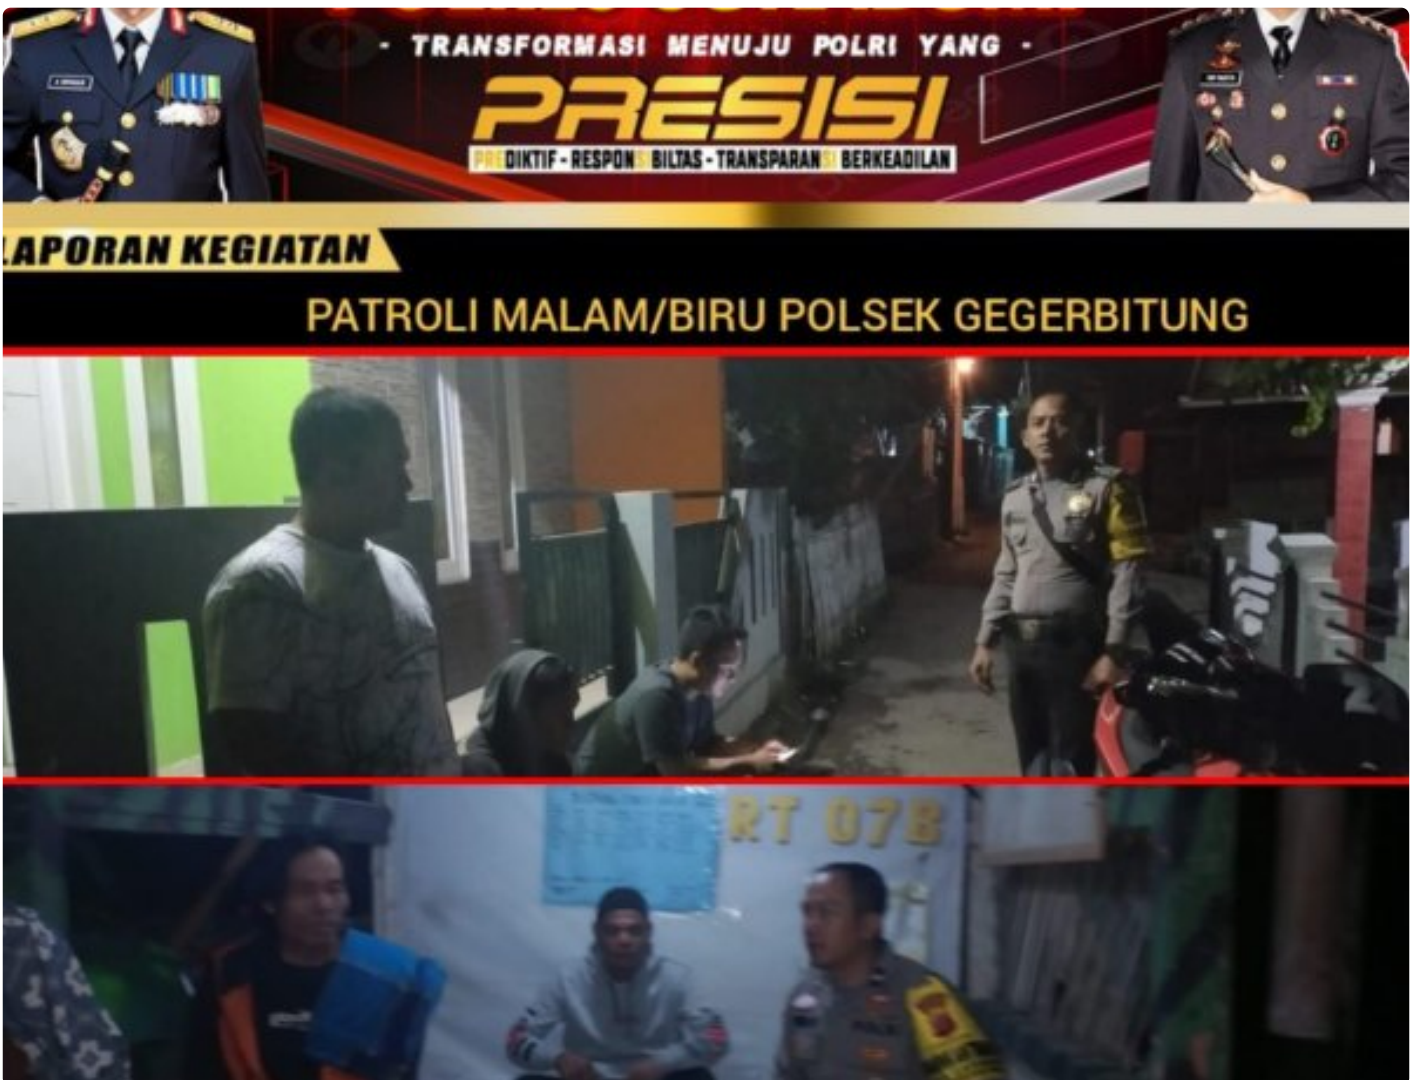 - TRANSFORMASI MENUJU POLRI YANG -
PRESISI
PREDIKTIF - RESPONSIBILTAS - TRANSPARANSI BERKEADILAN
LAPORAN KEGIATAN
PATROLI MALAM/BIRU POLSEK GEGERBITUNG
RT 07B